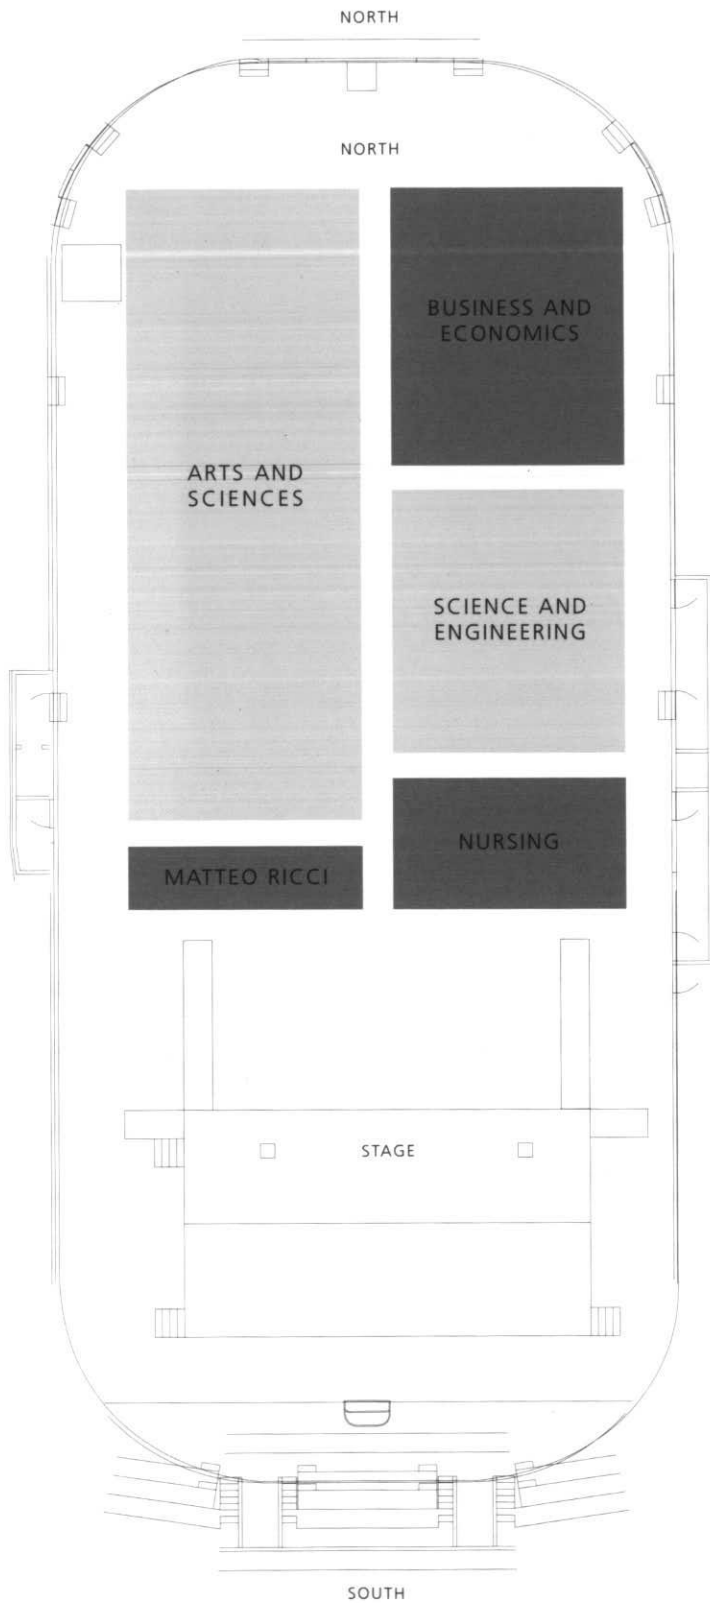 NORTH
NORTH
BUSINESS AND
ECONOMICS
ARTS AND
SCIENCES
SCIENCE AND
ENGINEERING
NURSING
MATTEO RICCI
STAGE
SOUTH